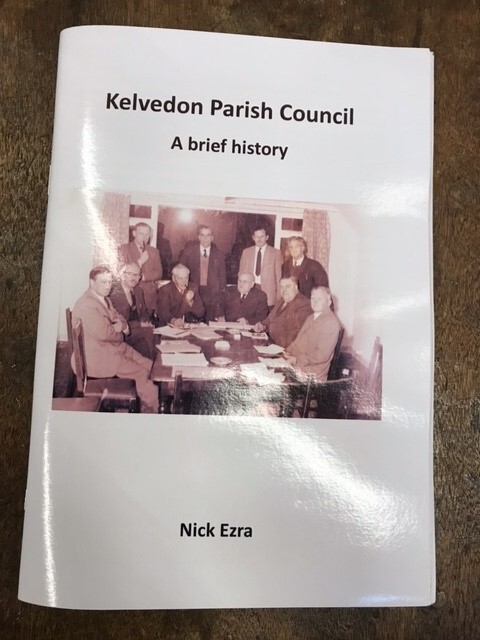 Kelvedon Parish Council
A brief history
Nick Ezra